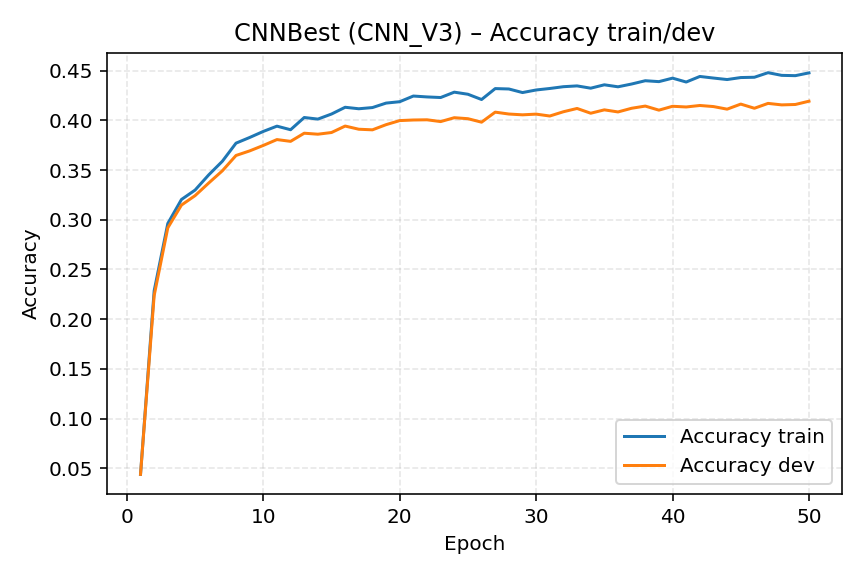 CNNBest (CNN_V3) – Accuracy train/dev
0.45
0.40
0.35
0.30
0.25
0.20
0.15
0.10
0.05
Accuracy
Accuracy train
Accuracy dev
0 10 20 30 40 50
Epoch